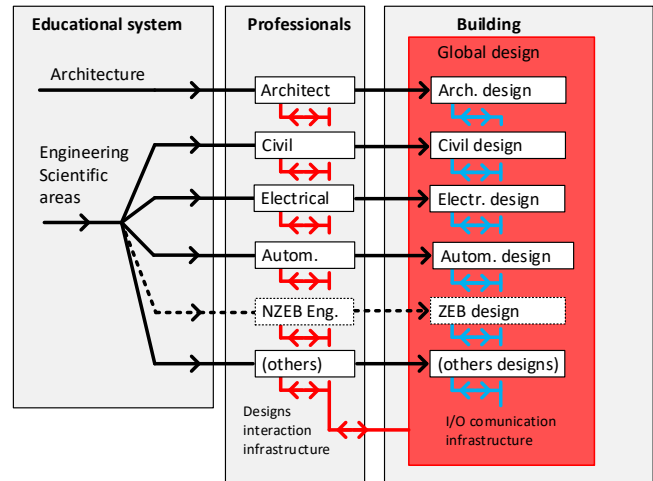 Educational system
Professionals
Building
Global design
Architecture
Architect
Arch. design
Engineering
Scientific
areas
Civil
Civil design
Electrical
Electr. design
Autom.
Autom. design
NZEB Eng.
ZEB design
(others)
(others designs)
Designs
interaction
infrastructure
I/O comunication
infrastructure